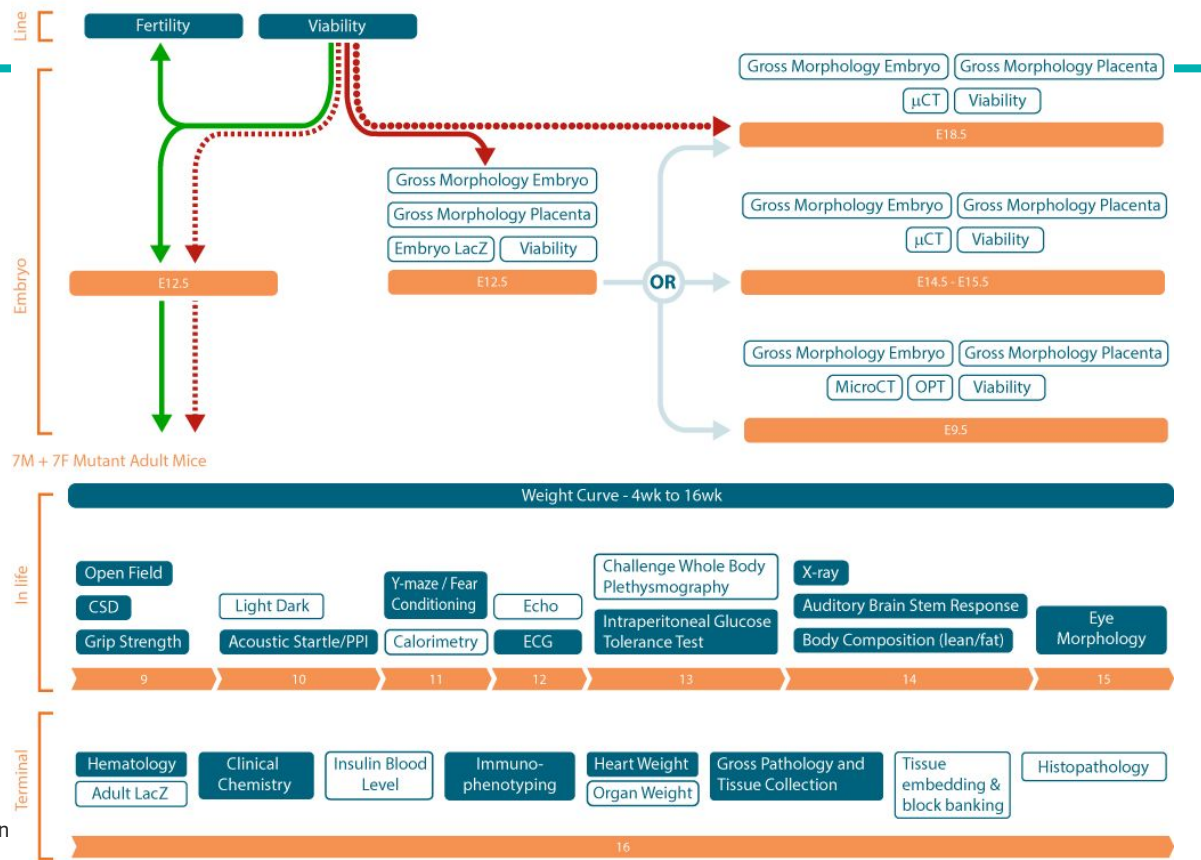 Line
Fertility
Viability
Embryo
Gross Morphology Embryo
Gross Morphology Placenta
µCT
Viability
E18.5
Gross Morphology Embryo
Gross Morphology Placenta
Embryo LacZ
Viability
E12.5
E12.5
OR
Gross Morphology Embryo
Gross Morphology Placenta
µCT
Viability
E14.5 - E15.5
Gross Morphology Embryo
Gross Morphology Placenta
MicroCT
OPT
Viability
E9.5
7M + 7F Mutant Adult Mice
In life
Weight Curve - 4wk to 16wk
Open Field
CSD
Grip Strength
Light Dark
Acoustic Startle/PPI
Y-maze / Fear
Conditioning
Calorimetry
Echo
ECG
Challenge Whole Body
Plethysmography
Intraperitoneal Glucose
Tolerance Test
X-ray
Auditory Brain Stem Response
Body Composition (lean/fat)
Eye
Morphology
9
10
11
12
13
14
15
Terminal
Hematology
Adult LacZ
Clinical
Chemistry
Insulin Blood
Level
Immuno-
phenotyping
Heart Weight
Organ Weight
Gross Pathology and
Tissue Collection
Tissue
embedding &
block banking
Histopathology
n
16